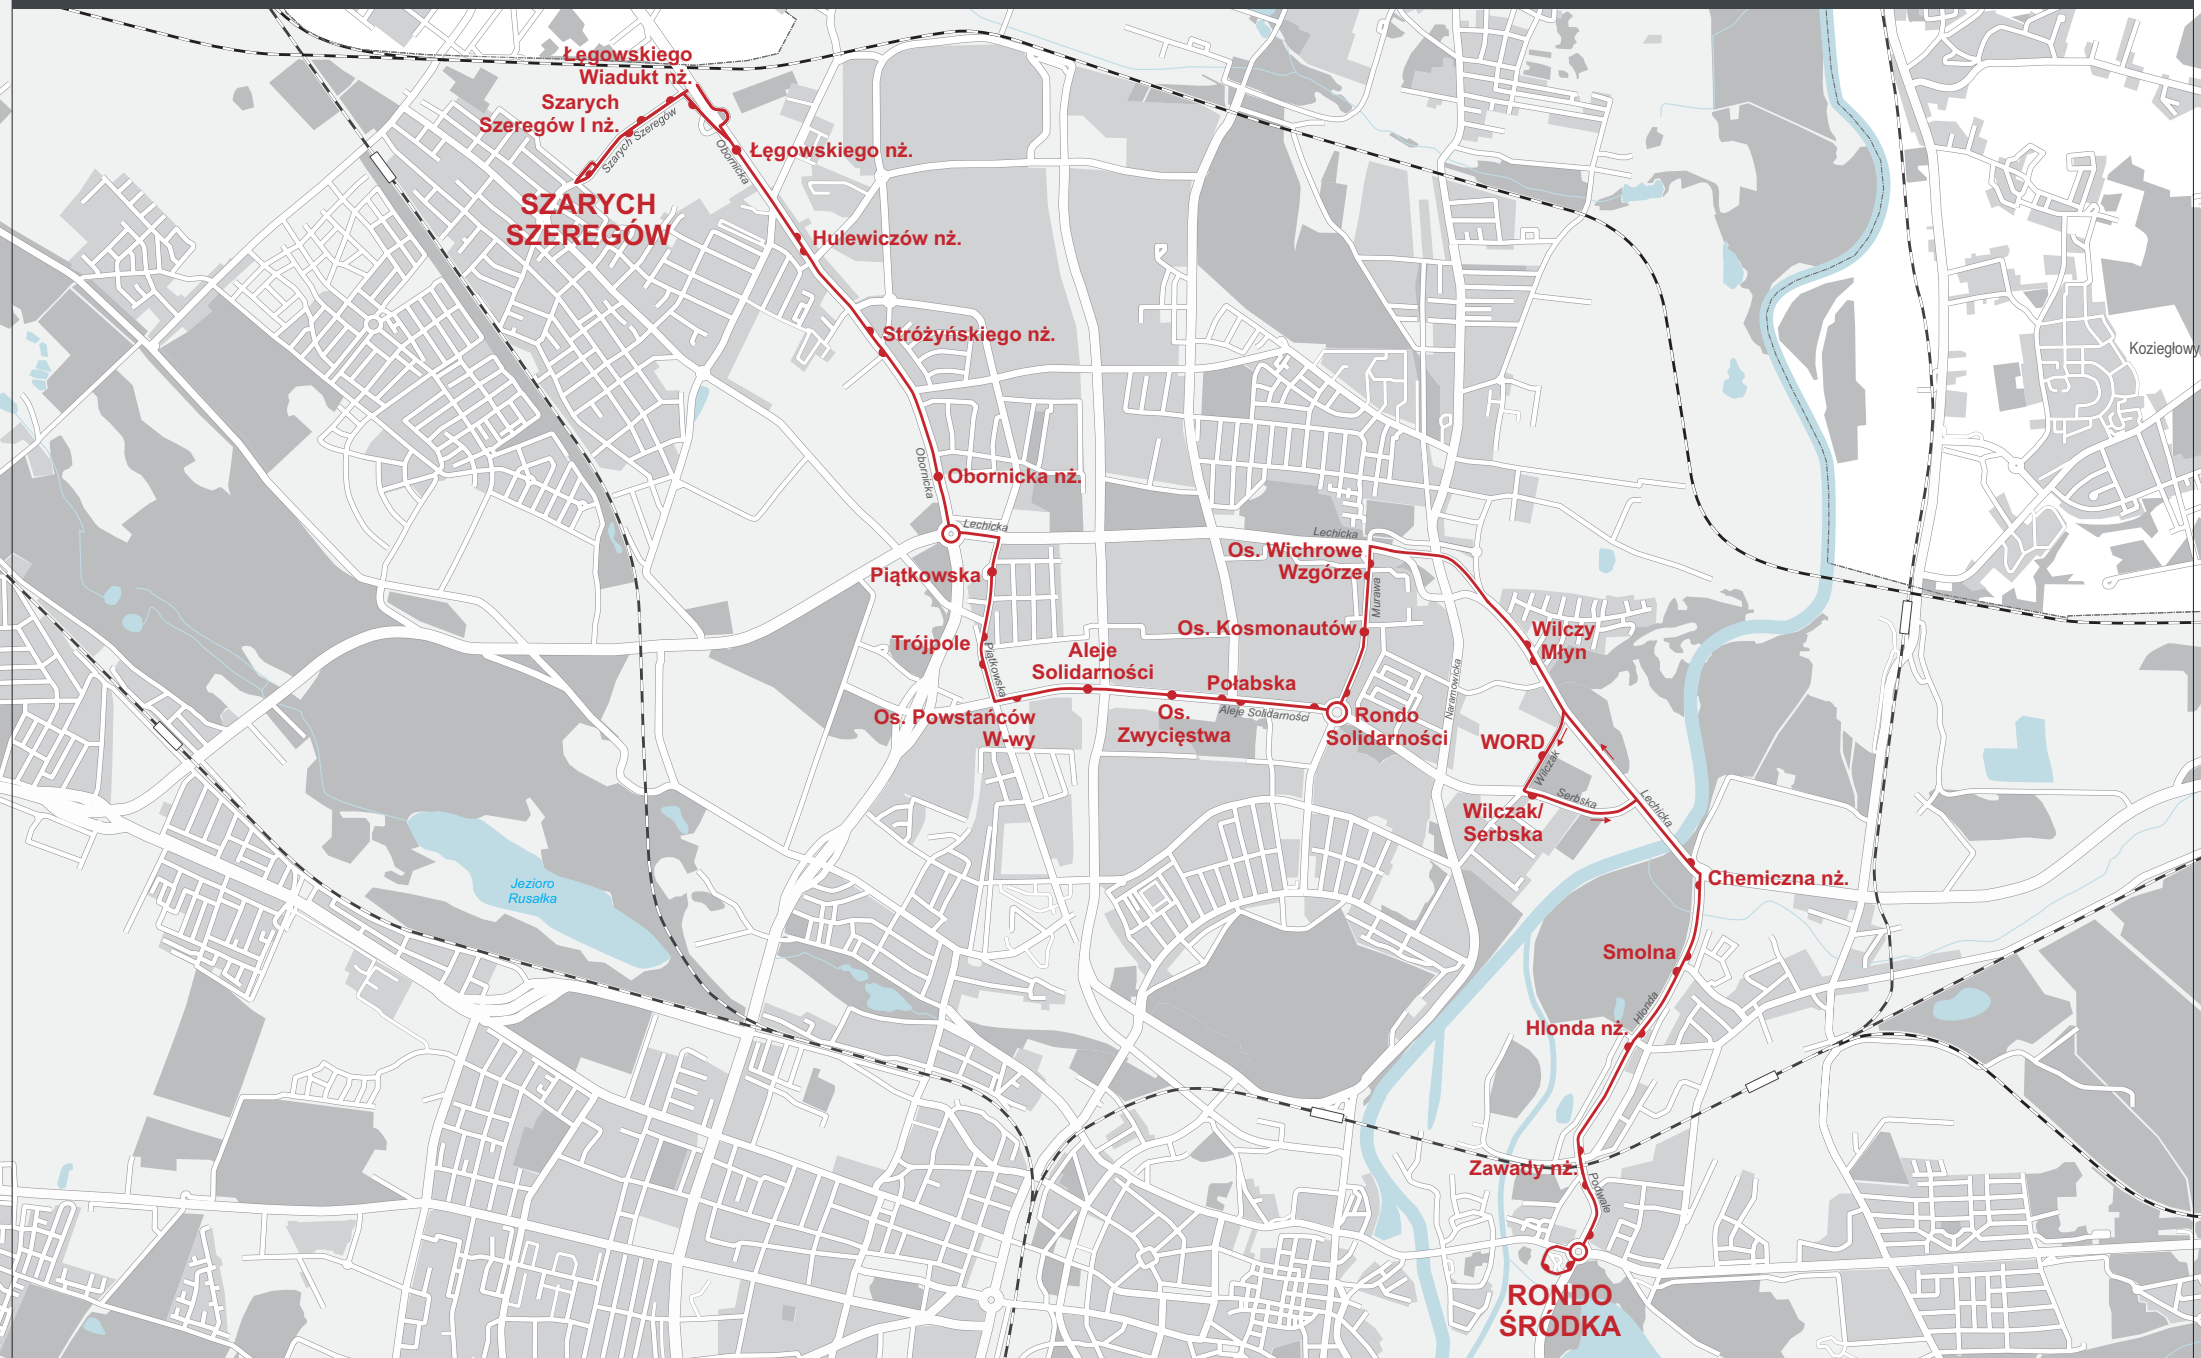 Łęgowskiego
Wiadukt nż.
Szarych
Szeregów I nż.
Szarych Szeregów
Obornicka
Łęgowskiego nż.
SZARYCH
SZEREGÓW
Hulewiczów nż.
Stróżyńskiego nż.
Koziegłowy
Obornicka
Obornicka nż.
Lechicka
Lechicka
Os. Wichrowe
Wzgórze
Piątkowska
Murawa
Os. Kosmonautów
Wilczy
Młyn
Trójpole
Piątkowska
Aleje
Solidarności
Połabska
Naramowicka
Os. Powstańców
W-wy
Os.
Zwycięstwa
Aleje Solidarności
Rondo
Solidarności
WORD
Wilczak
Serbska
Lechicka
Wilczak/
Serbska
Chemiczna nż.
Jezioro
Rusałka
Smolna
Hlonda
Hlonda nż.
Zawady nż.
Podwale
RONDO
ŚRÓDKA